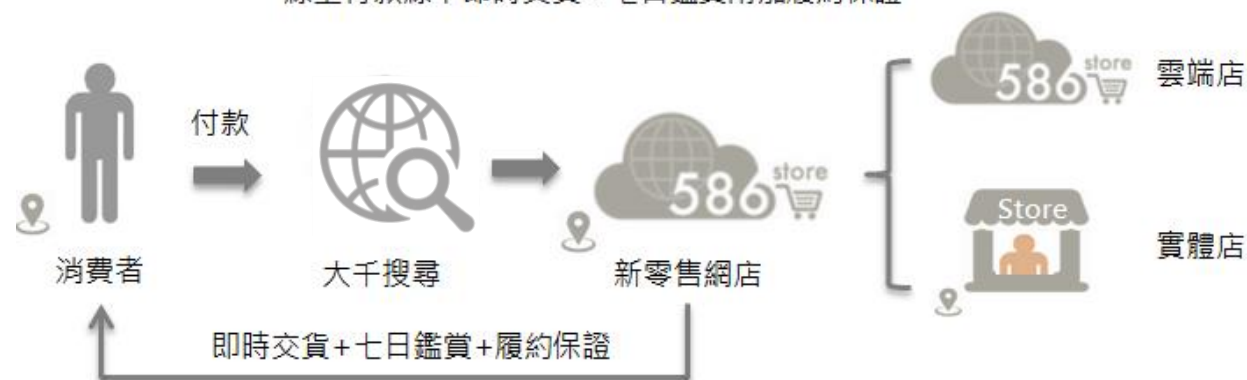 586 store
雲端店
付款
586 store
Store
消費者
大千搜尋
新零售網店
實體店
即時交貨+七日鑑賞+履約保證